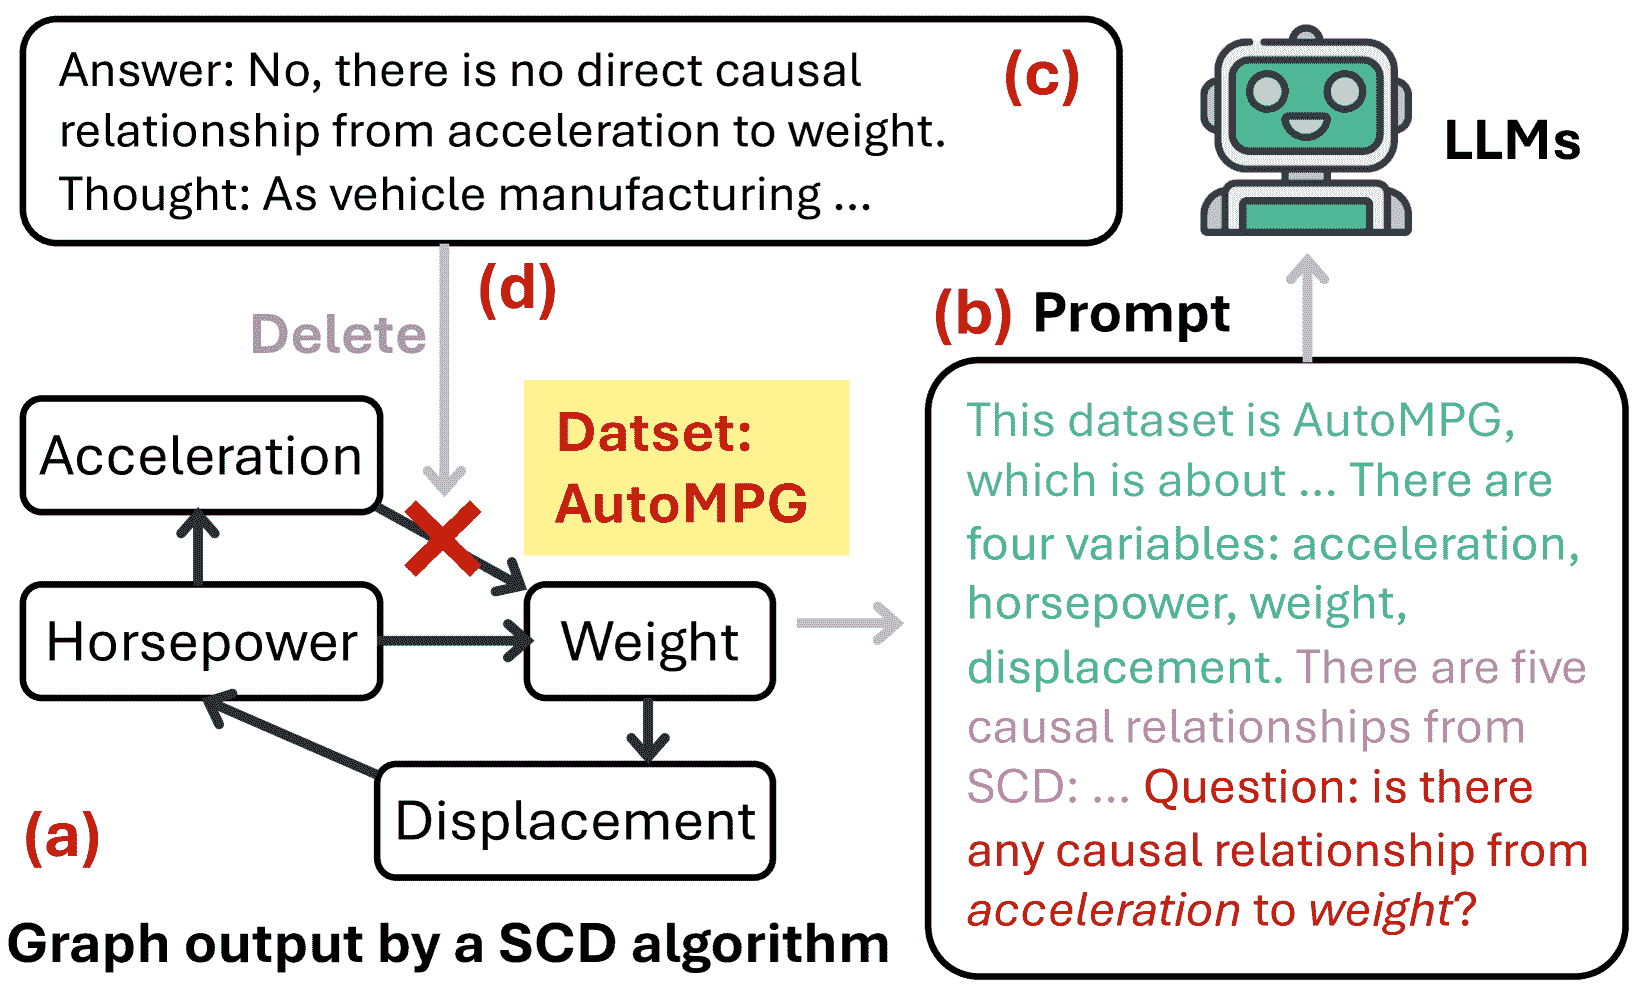 Answer: No, there is no direct causal
relationship from acceleration to weight.
Thought: As vehicle manufacturing ...
(c)
LLMs
(d)
Delete
(b) Prompt
Acceleration
Datset:
AutoMPG
Horsepower
Weight
Displacement
(a)
Graph output by a SCD algorithm
This dataset is AutoMPG,
which is about ... There are
four variables: acceleration,
horsepower, weight,
displacement. There are five
causal relationships from
SCD: ... Question: is there
any causal relationship from
acceleration to weight?